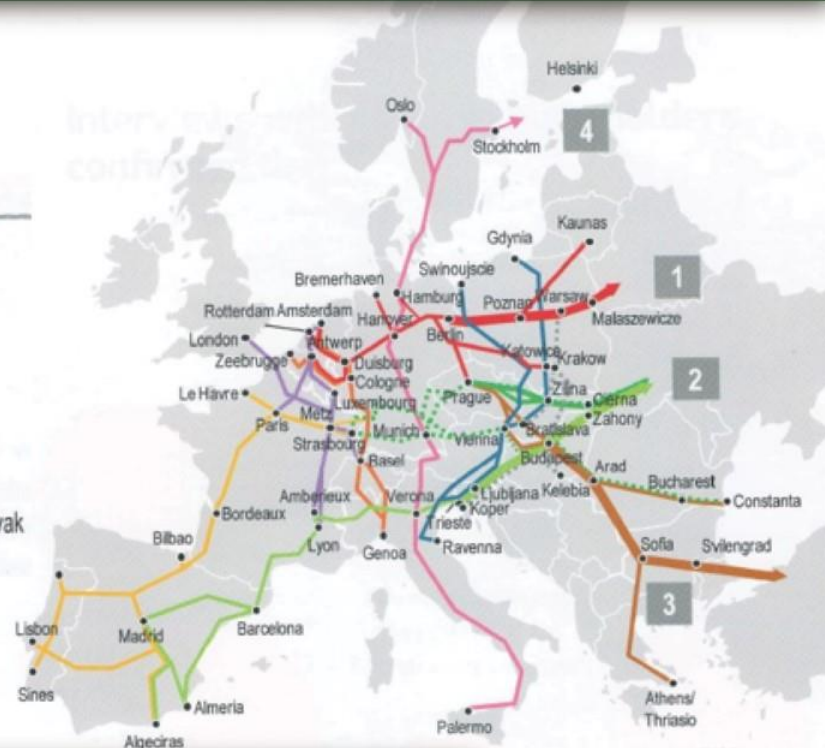 Helsinki
Oslo
4
Stockholm
Kaunas
Gdynia
Swinoujscie
1
Bremerhaven
Hamburg
Poznan
Warsaw
Malaszewicze
Rotterdam Amsterdam
Hanover
London
Antwerp
Berlin
Zeebrugge
Duisburg
Katowice
Krakow
Cologne
2
Le Havre
Luxembourg
Prague
Zilina
Cierna
Metz
Zahony
Paris
Munich
Vienna
Bratislava
Strasbourg
Basel
Budapest
Arad
Amberieux
Verona
Ljubljana
Kelebia
Bucharest
Constanta
Koper
Trieste
Bordeaux
Ravenna
vak
Bilbao
Lyon
Genoa
Sofia
Svilengrad
3
Lisbon
Madrid
Barcelona
Sines
Almeria
Athens/
Thriasio
Palermo
Algeciras